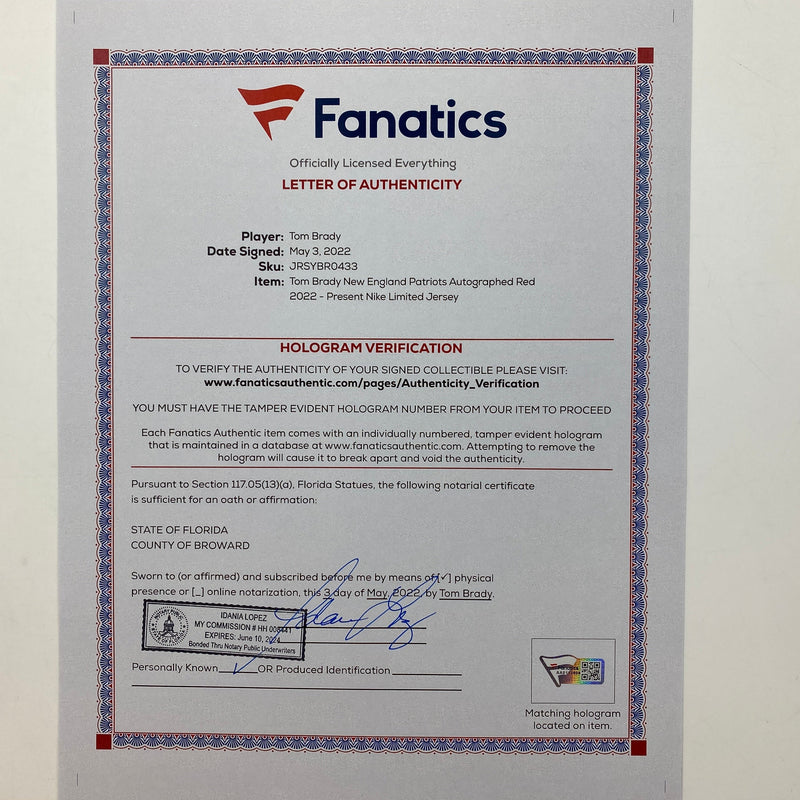 Fanatics
Officially Licensed Everything
LETTER OF AUTHENTICITY
Player: Tom Brady
Date Signed: May 3, 2022
Sku: JRSYBR0433
Item: Tom Brady New England Patriots Autographed Red
2022 - Present Nike Limited Jersey
HOLOGRAM VERIFICATION
TO VERIFY THE AUTHENTICITY OF YOUR SIGNED COLLECTIBLE PLEASE VISIT:
www.fanaticsauthentic.com/pages/Authenticity_Verification
YOU MUST HAVE THE TAMPER EVIDENT HOLOGRAM NUMBER FROM YOUR ITEM TO PROCEED
Each Fanatics Authentic item comes with an individually numbered, tamper evident hologram
that is maintained in a database at www.fanaticsauthentic.com. Attempting to remove the
hologram will cause it to break apart and void the authenticity.
Pursuant to Section 117.05(13)(a), Florida Statues, the following notarial certificate
is sufficient for an oath or affirmation:
STATE OF FLORIDA
COUNTY OF BROWARD
Sworn to (or affirmed) and subscribed before me by means of [✓] physical
presence or [_] online notarization, this 3 day of May, 2022, by Tom Brady.
IDANIA LOPEZ
MY COMMISSION # HH
EXPIRES: June 10, 2024
Bonded Thru Notary Public Underwriters
Personally Known ✓ OR Produced Identification
Matching hologram
located on item.